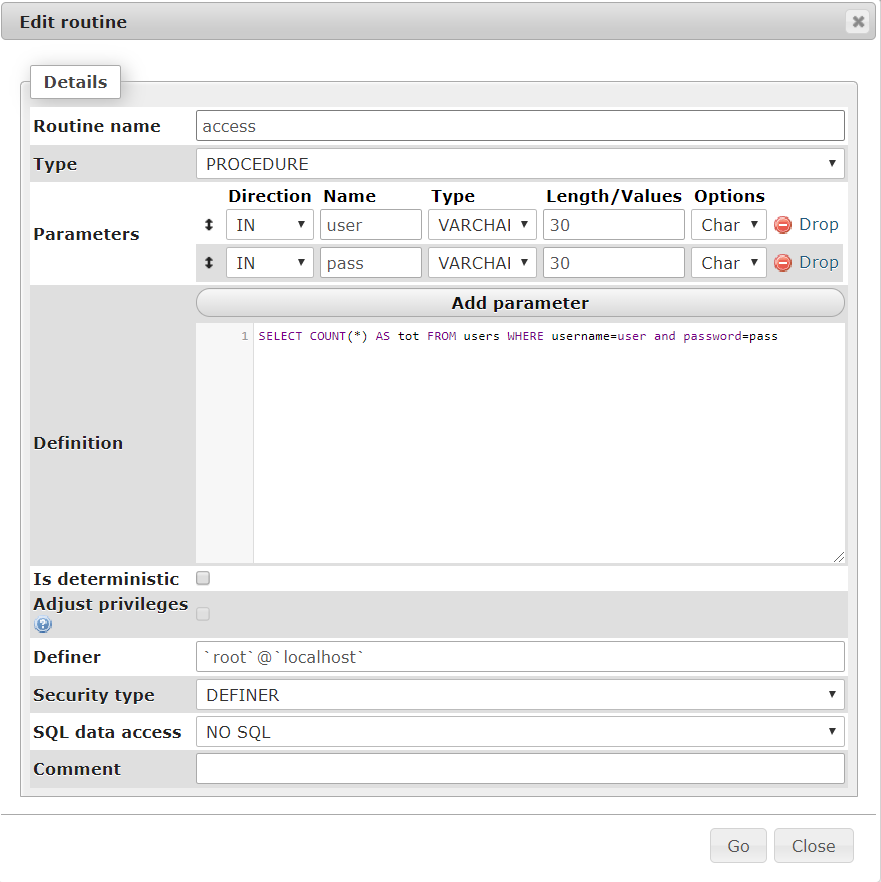 Edit routine
Details
Routine name access
Type PROCEDURE
Direction Name Type Length/Values Options
Parameters
IN user VARCHAI 30 Char Drop
IN pass VARCHAI 30 Char Drop
Add parameter
Definition
1 SELECT COUNT(*) AS tot FROM users WHERE username=user and password=pass
Is deterministic
Adjust privileges
Definer `root`@`localhost`
Security type DEFINER
SQL data access NO SQL
Comment
Go Close